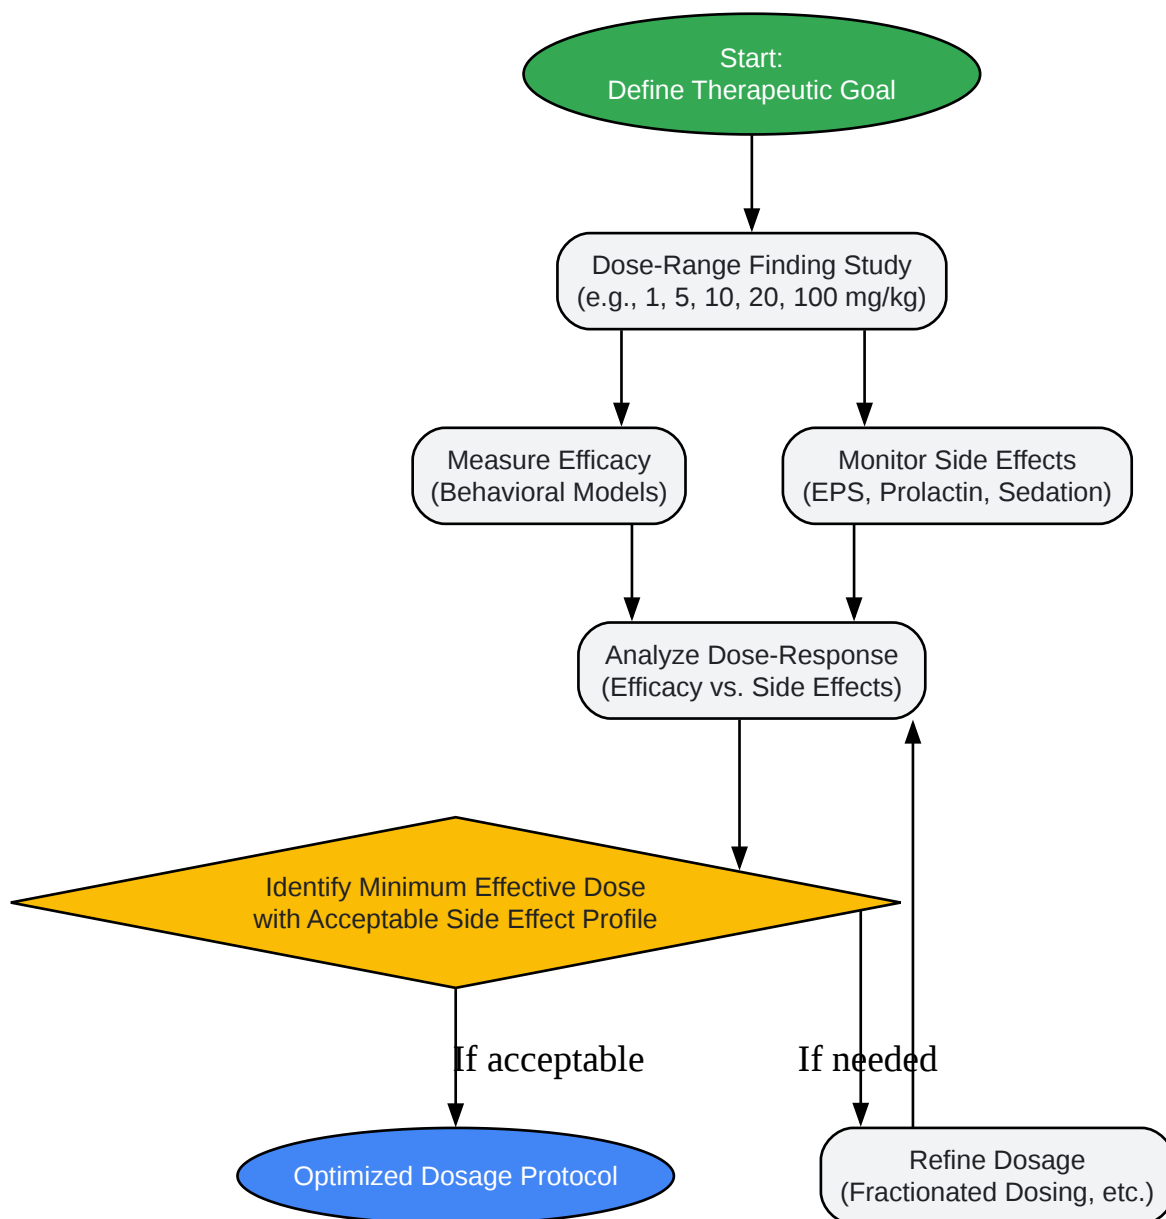 Start:
Define Therapeutic Goal
Dose-Range Finding Study
(e.g., 1, 5, 10, 20, 100 mg/kg)
Measure Efficacy
(Behavioral Models)
Monitor Side Effects
(EPS, Prolactin, Sedation)
Analyze Dose-Response
(Efficacy vs. Side Effects)
Identify Minimum Effective Dose
with Acceptable Side Effect Profile
If acceptable
If needed
Optimized Dosage Protocol
Refine Dosage
(Fractionated Dosing, etc.)